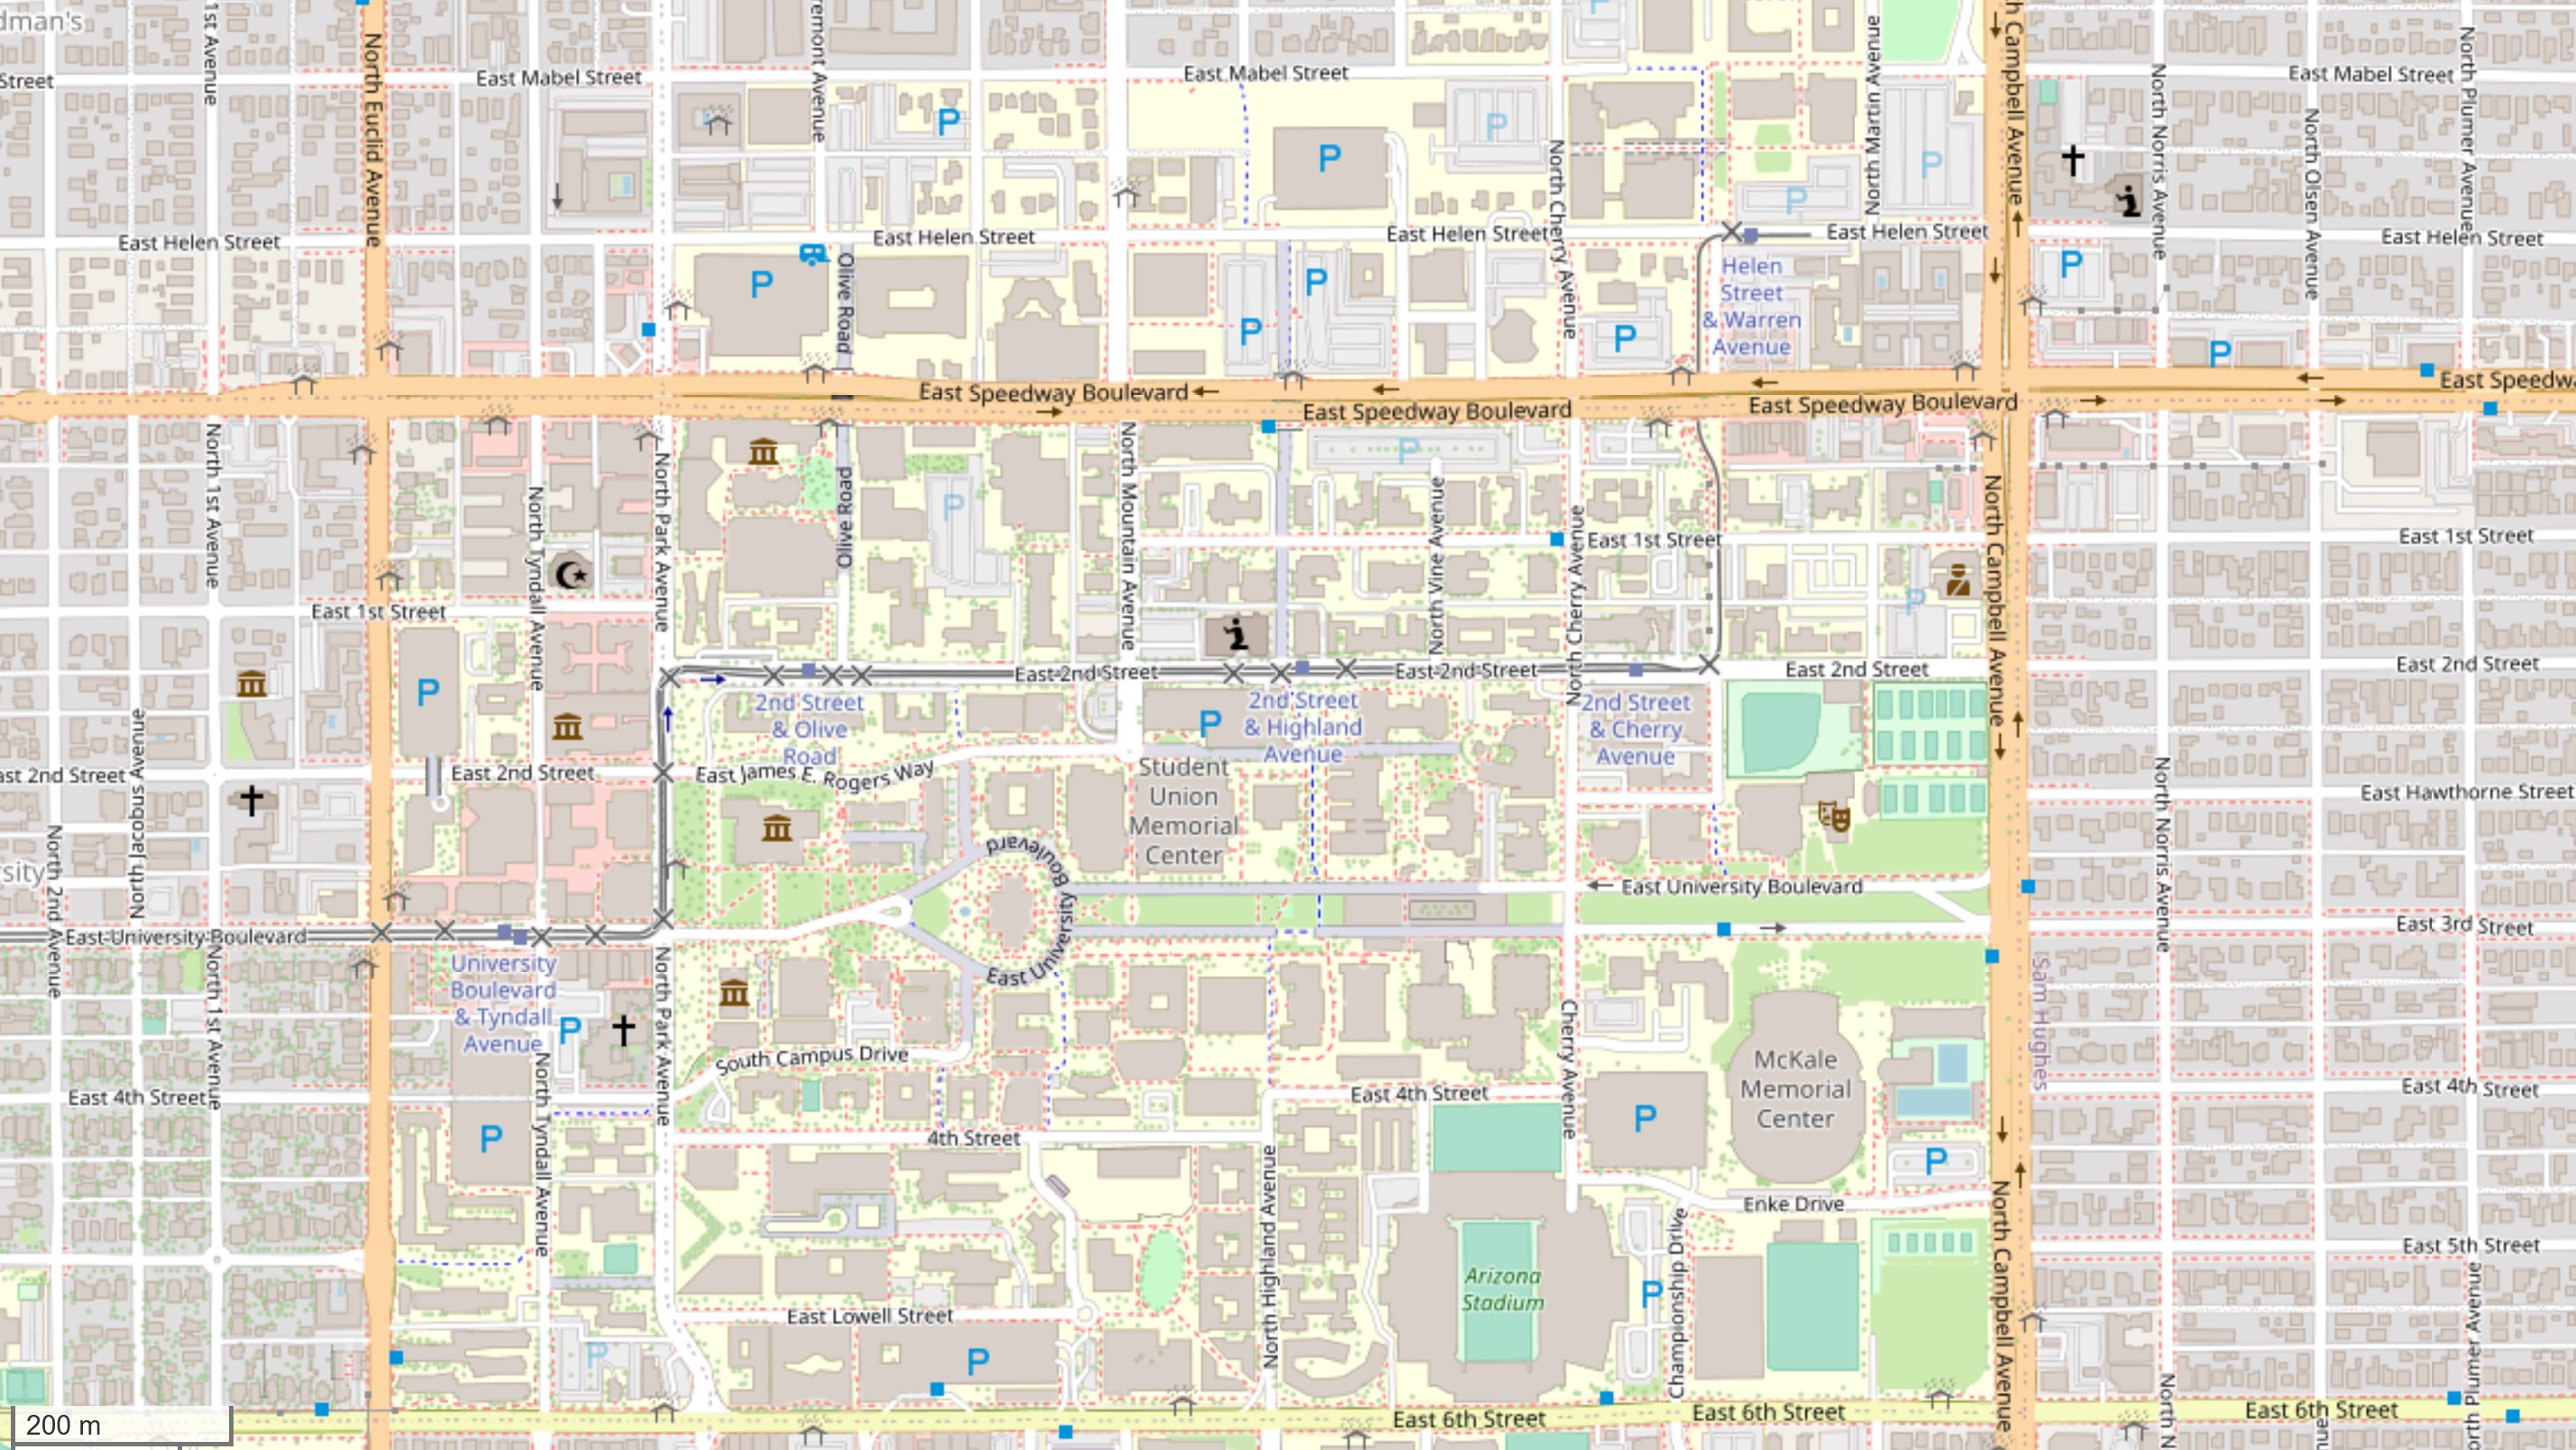 dman's
1st Avenue
North Euclid Avenue
East Mabel Street
East Mabel Street
North Campbell Avenue
East Mabel Street
Street
North Norris Avenue
North Olsen Avenue
North Plumer Avenue
P
P
P
P
P
North Cherry Avenue
North Martin Avenue
East Helen Street
East Helen Street
East Helen Street
East Helen Street
East Helen Street
P
P
P
P
P
P
Olive Road
Helen
Street
& Warren
Avenue
East Speedway Boulevard
East Speedway Boulevard
East Speedway Boulevard
East Speedwa
North 1st Avenue
North Tyndall Avenue
North Park Avenue
Olive Road
P
North Mountain Avenue
P
North Vine Avenue
North Cherry Avenue
East 1st Street
North Campbell Avenue
East 1st Street
P
East 1st Street
P
East 2nd Street
East 2nd Street
East 2nd Street
East 2nd Street
2nd Street
& Olive
Road
P
2nd Street
& Highland
Avenue
2nd Street
& Cherry
Avenue
ast 2nd Street
North Jacobus Avenue
East 2nd Street
East James E. Rogers Way
Student
Union
Memorial
Center
East Hawthorne Street
North Norris Avenue
rsity
North 2nd Avenue
East University Boulevard
East University Boulevard
East University Boulevard
East 3rd Street
North 1st Avenue
University
Boulevard
& Tyndall
Avenue
P
North Park Avenue
South Campus Drive
Cherry Avenue
McKale
Memorial
Center
Sam Hughes
East 4th Street
North Tyndall Avenue
P
4th Street
East 4th Street
P
P
East 4th Street
North Highland Avenue
Enke Drive
North Campbell Avenue
East 5th Street
Arizona
Stadium
P
Championship Drive
North Plumer Avenue
East Lowell Street
P
P
North N
200 m
East 6th Street
East 6th Street
East 6th Street